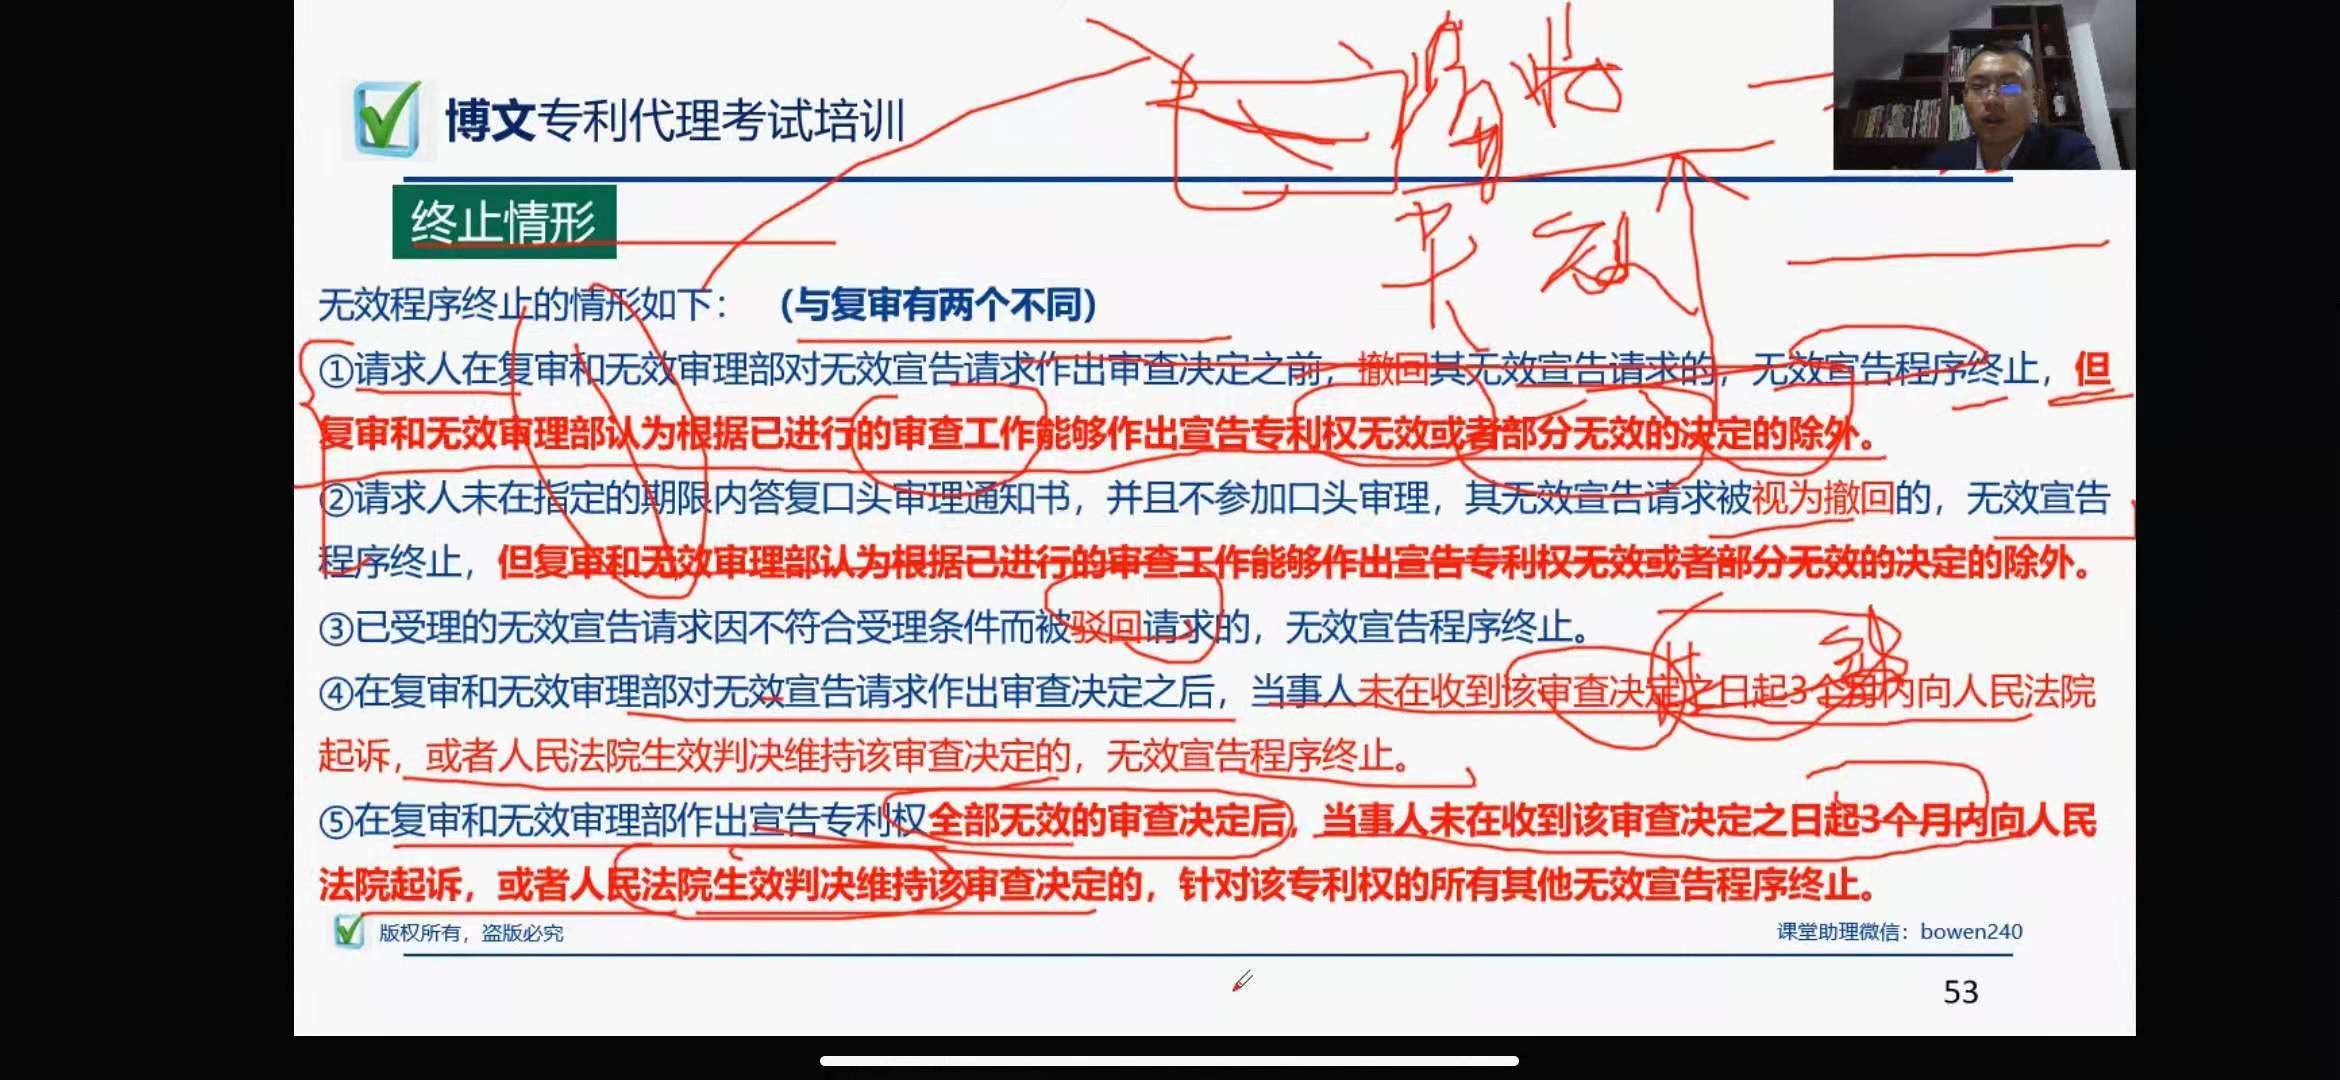 博文专利代理考试培训
终止情形
无效程序终止的情形如下：（与复审有两个不同）
①请求人在复审和无效审理部对无效宣告请求作出审查决定之前，撤回其无效宣告请求的，无效宣告程序终止，但
复审和无效审理部认为根据已进行的审查工作能够作出宣告专利权无效或者部分无效的决定的除外。
②请求人未在指定的期限内答复口头审理通知书，并且不参加口头审理，其无效宣告请求被视为撤回的，无效宣告
程序终止，但复审和无效审理部认为根据已进行的审查工作能够作出宣告专利权无效或者部分无效的决定的除外。
③已受理的无效宣告请求因不符合受理条件而被驳回请求的，无效宣告程序终止。
④在复审和无效审理部对无效宣告请求作出审查决定之后，当事人未在收到该审查决定之日起3个月内向人民法院
起诉，或者人民法院生效判决维持该审查决定的，无效宣告程序终止。
⑤在复审和无效审理部作出宣告专利权全部无效的审查决定后，当事人未在收到该审查决定之日起3个月内向人民
法院起诉，或者人民法院生效判决维持该审查决定的，针对该专利权的所有其他无效宣告程序终止。
版权所有，盗版必究
课堂助理微信：bowen240
53